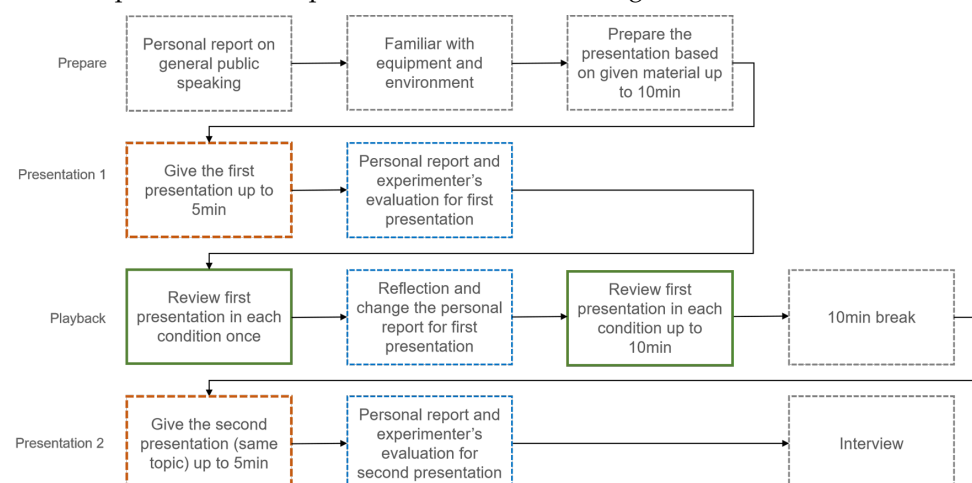 Prepare
Personal report on
general public
speaking
Familiar with
equipment and
environment
Prepare the
presentation based
on given material up
to 10min
Presentation 1
Give the first
presentation up to
5min
Personal report and
experimenter's
evaluation for first
presentation
Playback
Review first
presentation in each
condition once
Reflection and
change the personal
report for first
presentation
Review first
presentation in each
condition up to
10min
10min break
Presentation 2
Give the second
presentation (same
topic) up to 5min
Personal report and
experimenter's
evaluation for
second presentation
Interview